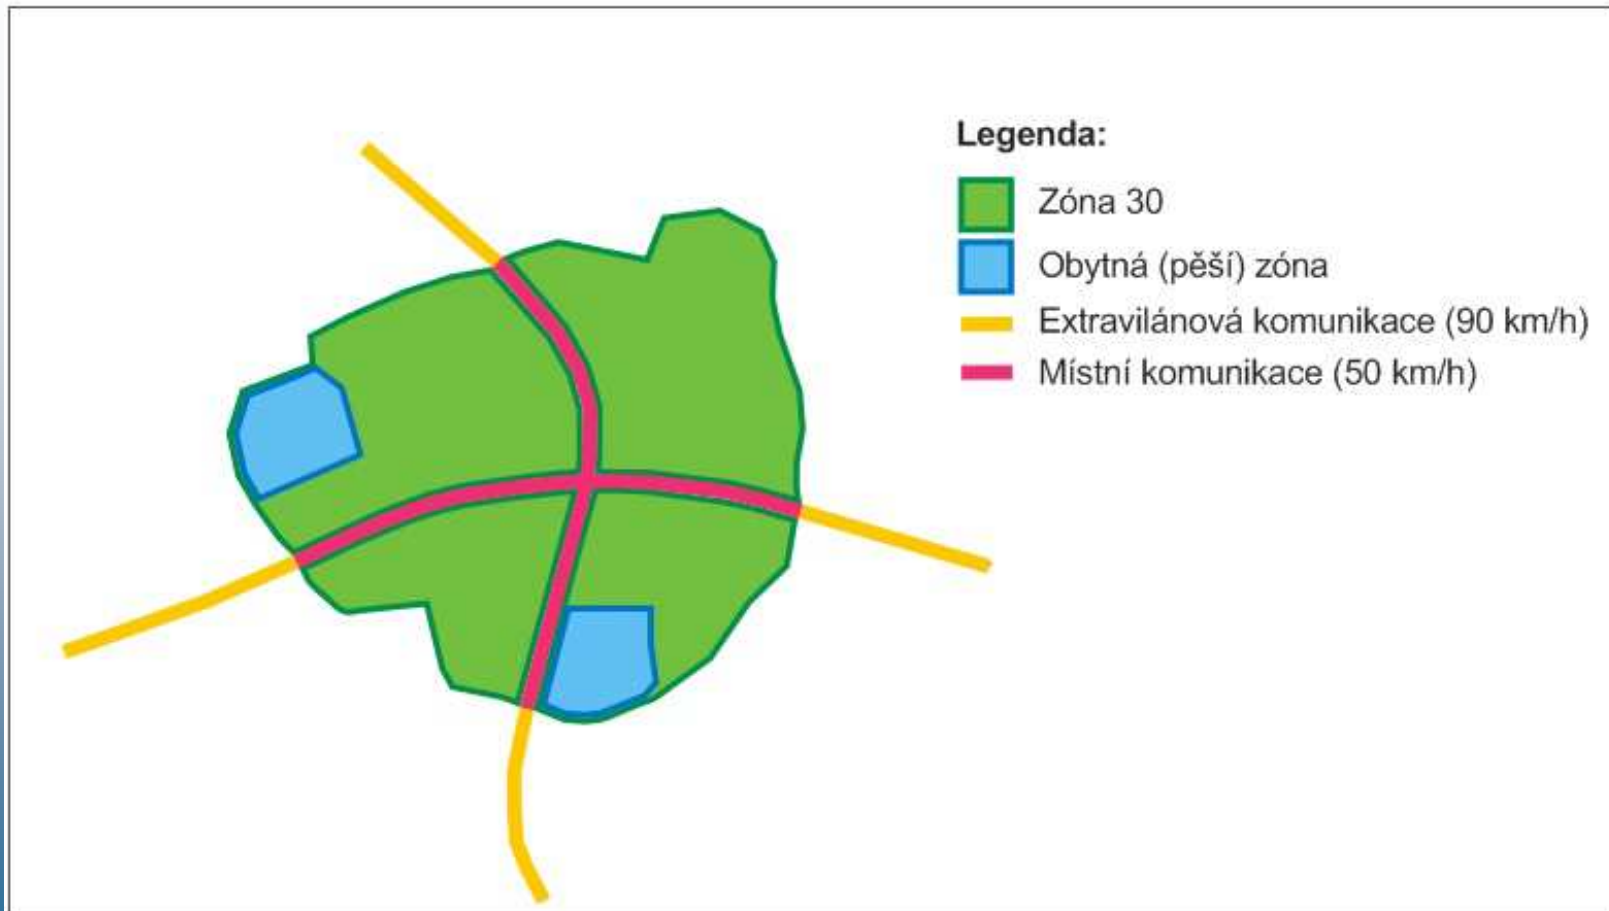 Legenda:
Zóna 30
Obytná (pěší) zóna
Extravilánová komunikace (90 km/h)
Místní komunikace (50 km/h)